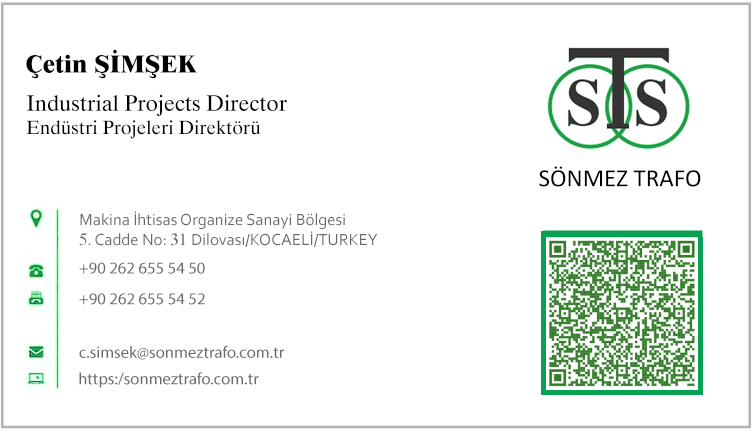 Çetin ŞİMŞEK
Industrial Projects Director
Endüstri Projeleri Direktörü
STS
SÖNMEZ TRAFO
Makina İhtisas Organize Sanayi Bölgesi
5. Cadde No: 31 Dilovası/KOCAELİ/TURKEY
+90 262 655 54 50
+90 262 655 54 52
c.simsek@sonmeztrafo.com.tr
https:/sonmeztrafo.com.tr